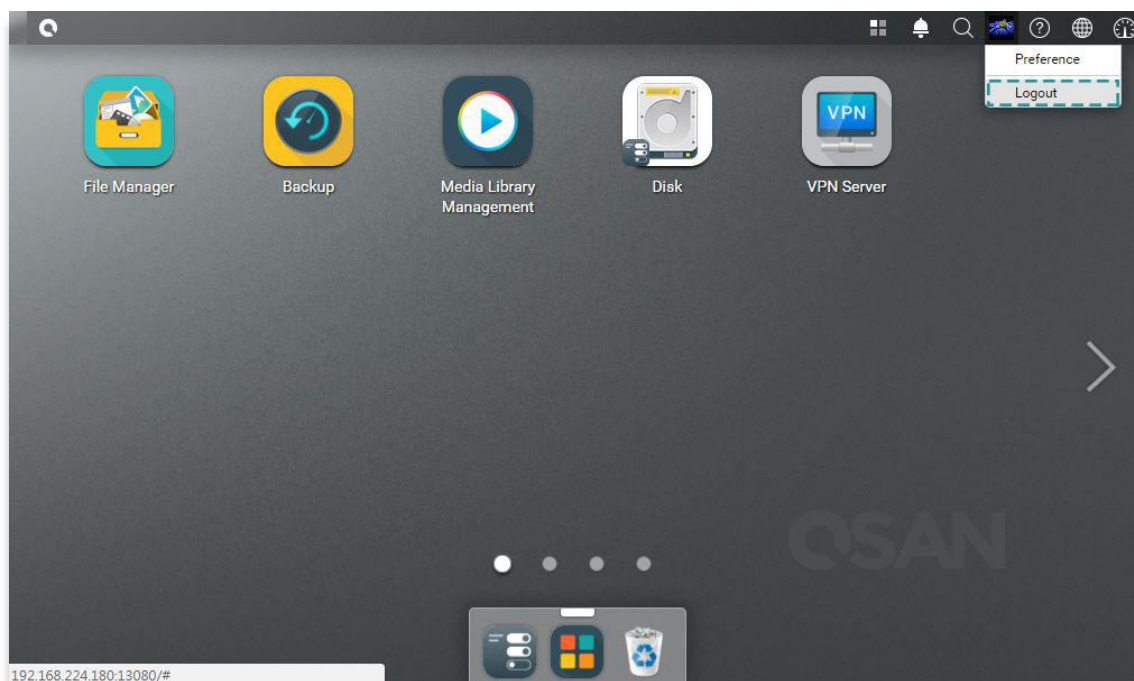 Preference
Logout
VPN
File Manager
Backup
Media Library
Management
Disk
VPN Server
QSAN
192.168.224.180:13080/#